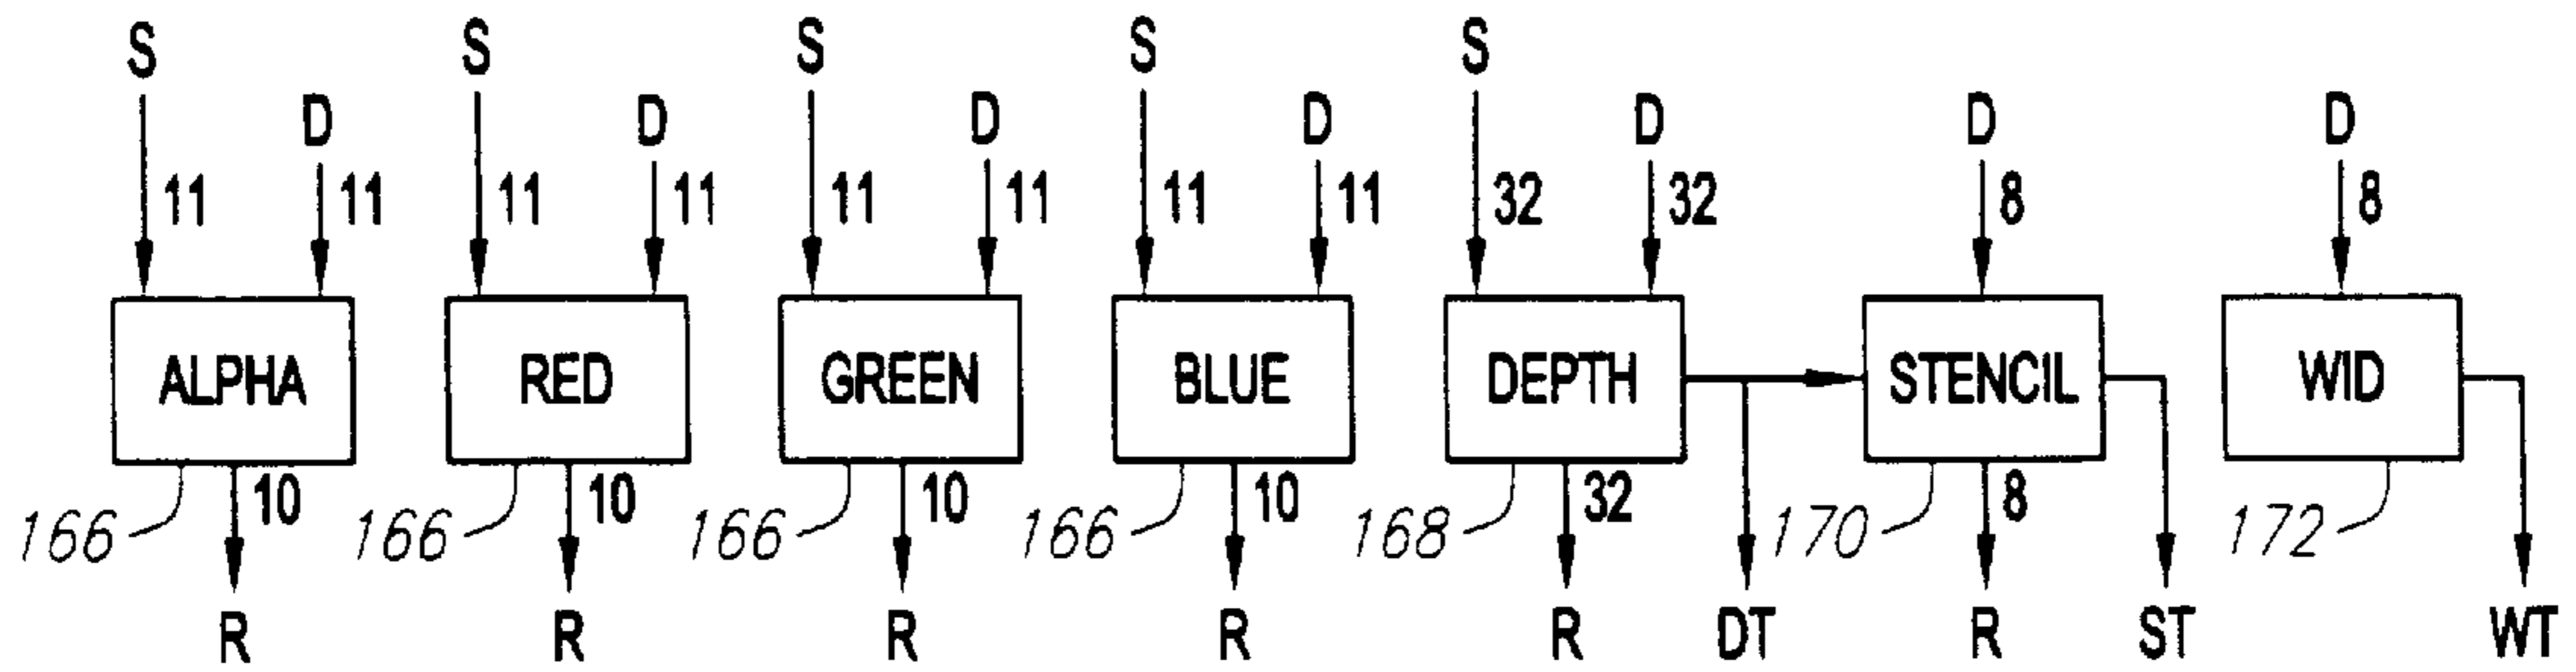 S S S S S
D D D D D D D
11 11 11 11 11 11 11 11 32 32 8 8
ALPHA RED GREEN BLUE DEPTH STENCIL WID
10 10 10 10 32 8
166 166 166 166 168 170 172
R R R R R DT R ST WT